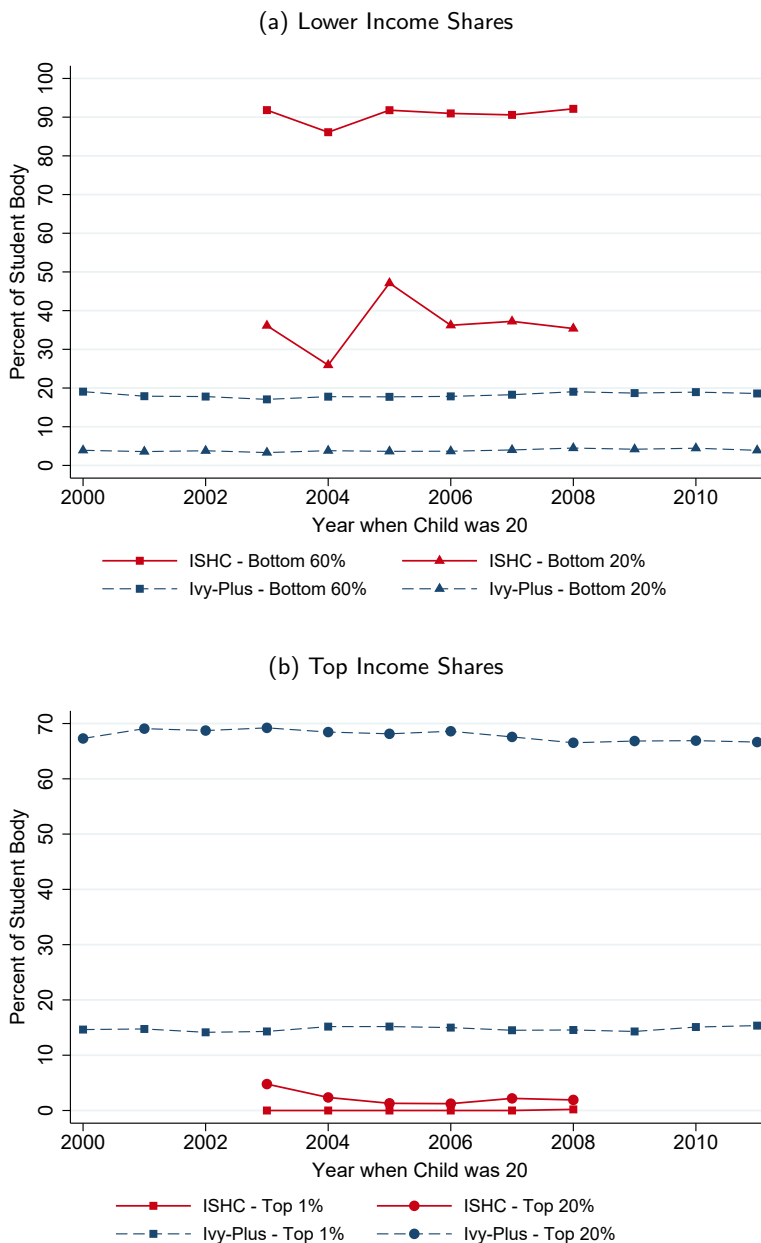 (a) Lower Income Shares
Percent of Student Body
100
90
80
70
60
50
40
30
20
10
0
2000 2002 2004 2006 2008 2010
Year when Child was 20
ISHC - Bottom 60% ISHC - Bottom 20%
Ivy-Plus - Bottom 60% Ivy-Plus - Bottom 20%
(b) Top Income Shares
Percent of Student Body
70
60
50
40
30
20
10
0
2000 2002 2004 2006 2008 2010
Year when Child was 20
ISHC - Top 1% ISHC - Top 20%
Ivy-Plus - Top 1% Ivy-Plus - Top 20%